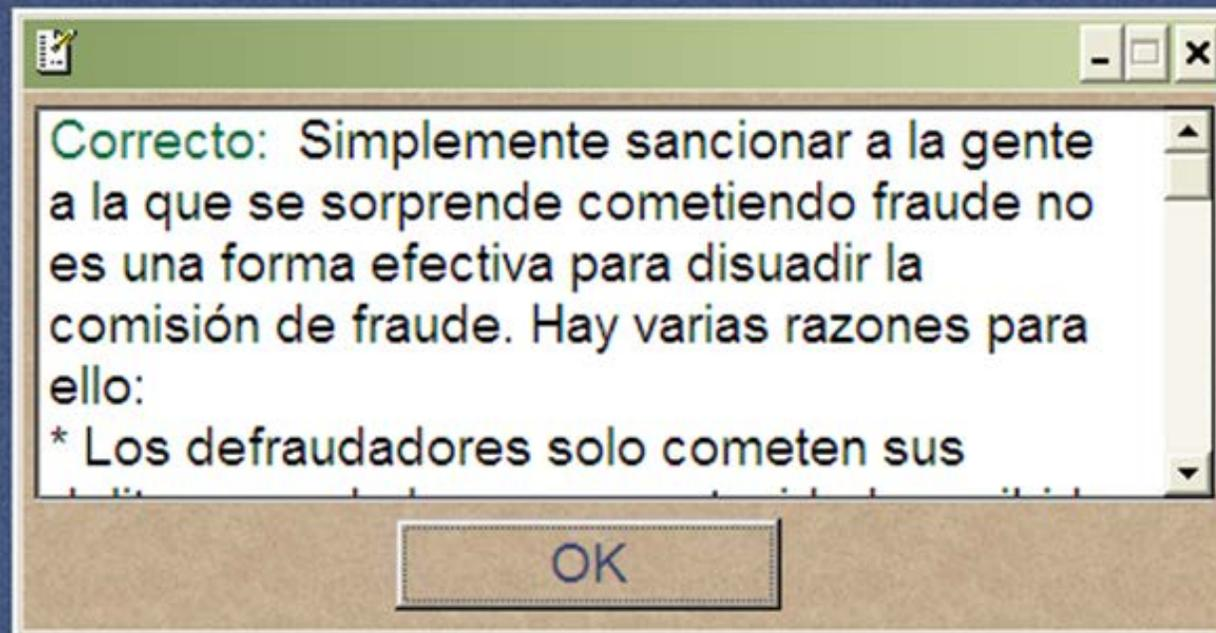 Correcto: Simplemente sancionar a la gente
a la que se sorprende cometiendo fraude no
es una forma efectiva para disuadir la
comisión de fraude. Hay varias razones para
ello:
* Los defraudadores solo cometen sus
OK